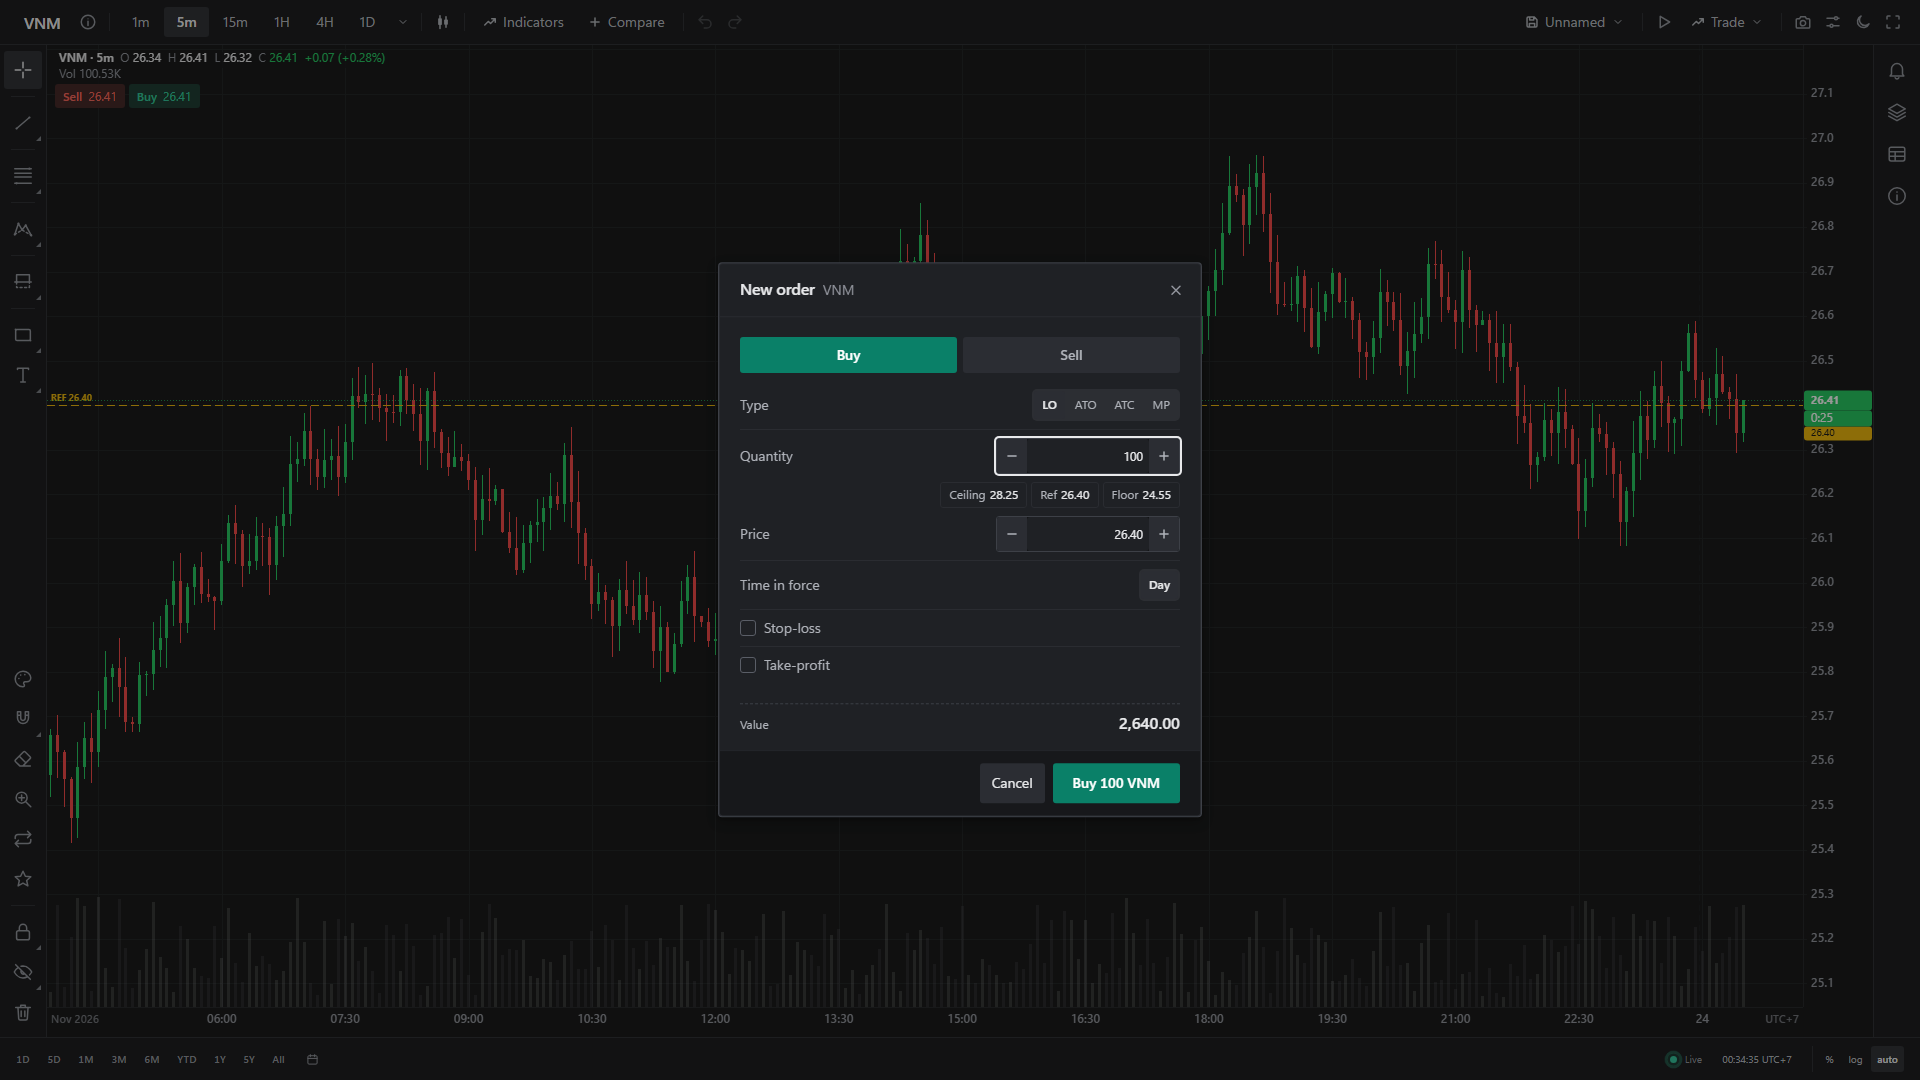 VNM 1m 5m 15m 1H 4H 1D Indicators Compare Unnamed Trade
VNM · 5m O 26.34 H 26.41 L 26.32 C 26.41 +0.07 (+0.28%)
Vol 100.53K
Sell 26.41 Buy 26.41
27.1
27.0
26.9
26.8
26.7
26.6
26.5
REF 26.40
26.41
0:25
26.40
26.3
26.2
26.1
26.0
25.9
25.8
25.7
25.6
25.5
25.4
25.3
25.2
25.1
New order VNM
Buy Sell
Type LO ATO ATC MP
Quantity − 100 +
Ceiling 28.25 Ref 26.40 Floor 24.55
Price − 26.40 +
Time in force Day
Stop-loss
Take-profit
Value 2,640.00
Cancel Buy 100 VNM
Nov 2026 06:00 07:30 09:00 10:30 12:00 13:30 15:00 16:30 18:00 19:30 21:00 22:30 24 UTC+7
1D 5D 1M 3M 6M YTD 1Y 5Y All Live 00:34:35 UTC+7 % log auto